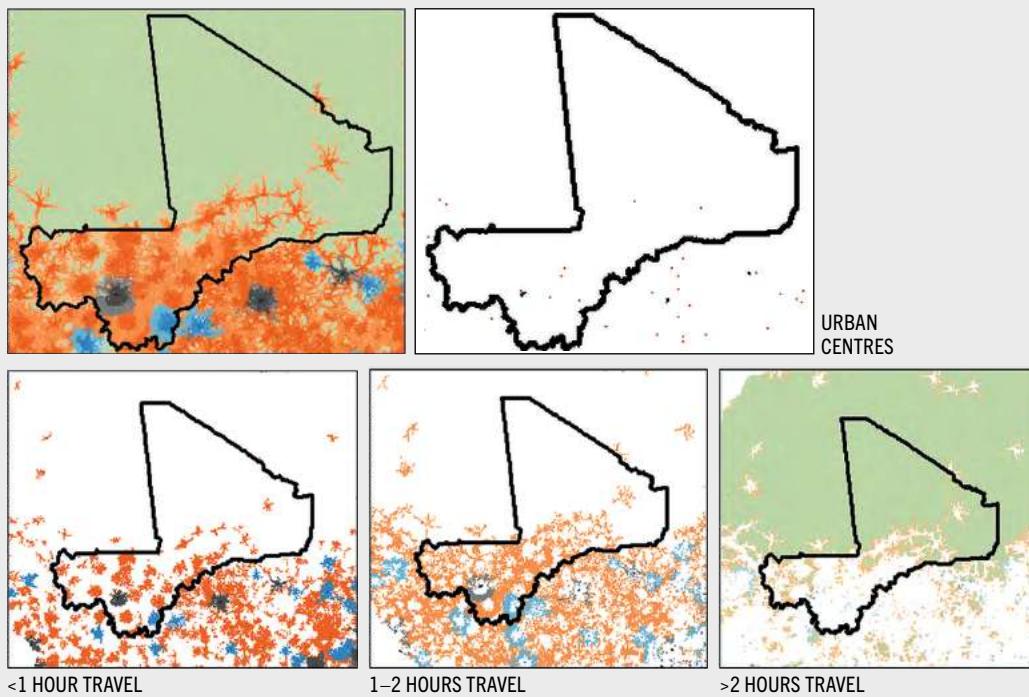 URBAN
CENTRES
<1 HOUR TRAVEL
1–2 HOURS TRAVEL
>2 HOURS TRAVEL